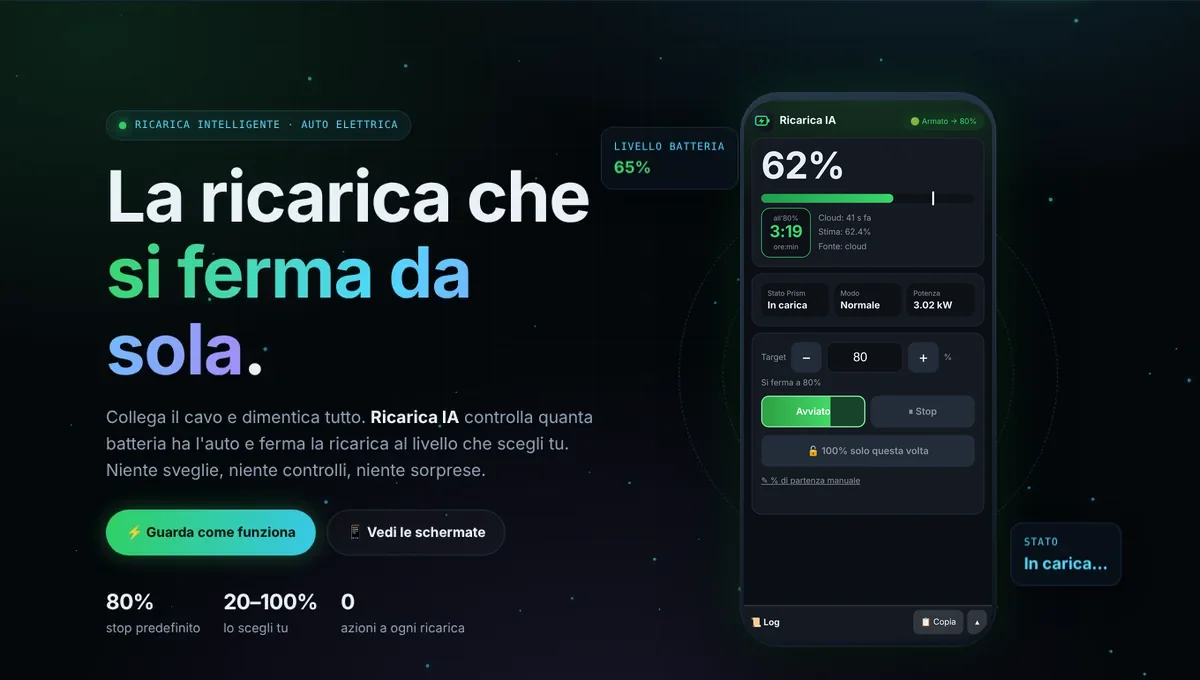 RICARICA INTELLIGENTE · AUTO ELETTRICA
La ricarica che
si ferma da
sola.
Collega il cavo e dimentica tutto. Ricarica IA controlla quanta
batteria ha l'auto e ferma la ricarica al livello che scegli tu.
Niente sveglie, niente controlli, niente sorprese.
⚡ Guarda come funziona
📱 Vedi le schermate
80%
stop predefinito
20–100%
lo scegli tu
0
azioni a ogni ricarica
LIVELLO BATTERIA
65%
Ricarica IA
🟢 Armato → 80%
62%
all'80%
3:19
ore:min
Cloud: 41 s fa
Stima: 62.4%
Fonte: cloud
Stato Prism
In carica
Modo
Normale
Potenza
3.02 kW
Target
−
80
+
%
Si ferma a 80%
Avviato
⏹ Stop
🔓 100% solo questa volta
✎ % di partenza manuale
📜 Log
📋 Copia
▲
STATO
In carica...